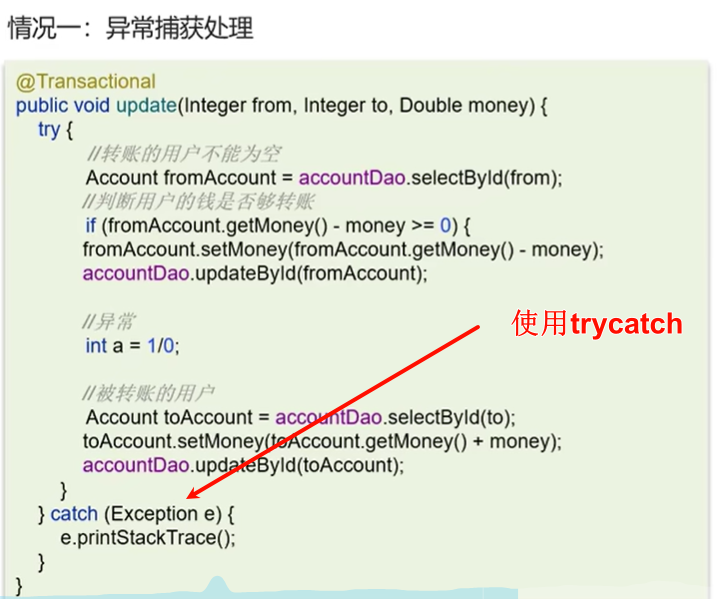 情况一：异常捕获处理
@Transactional
public void update(Integer from, Integer to, Double money) {
try {
//转账的用户不能为空
Account fromAccount = accountDao.selectById(from);
//判断用户的钱是否够转账
if (fromAccount.getMoney() - money >= 0) {
fromAccount.setMoney(fromAccount.getMoney() - money);
accountDao.updateById(fromAccount);
//异常
使用trycatch
int a = 1/0;
//被转账的用户
Account toAccount = accountDao.selectById(to);
toAccount.setMoney(toAccount.getMoney() + money);
accountDao.updateById(toAccount);
}
} catch (Exception e) {
e.printStackTrace();
}
}